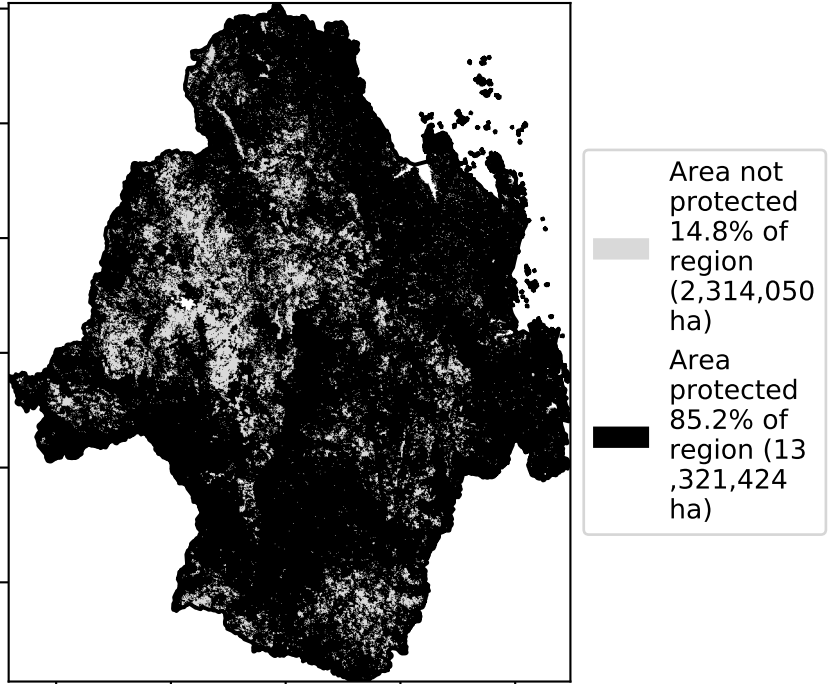 Area not
protected
14.8% of
region
(2,314,050
ha)
Area
protected
85.2% of
region (13
,321,424
ha)